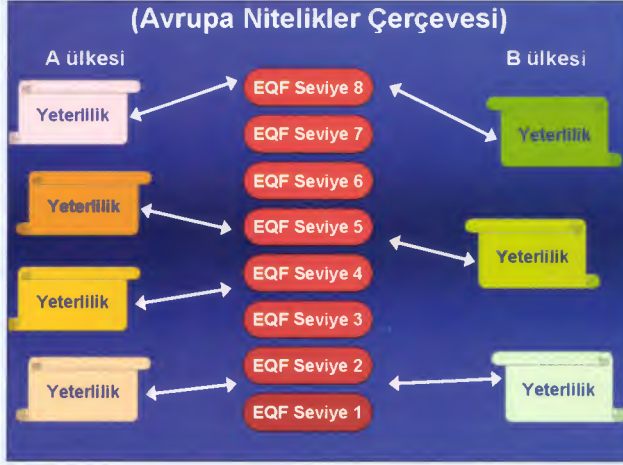 (Avrupa Nitelikler Çerçevesi)
A ülkesi
B ülkesi
Yeterlilik
Yeterlilik
Yeterlilik
Yeterlilik
EQF Seviye 8
EQF Seviye 7
EQF Seviye 6
EQF Seviye 5
EQF Seviye 4
EQF Seviye 3
EQF Seviye 2
EQF Seviye 1
Yeterlilik
Yeterlilik
Yeterlilik